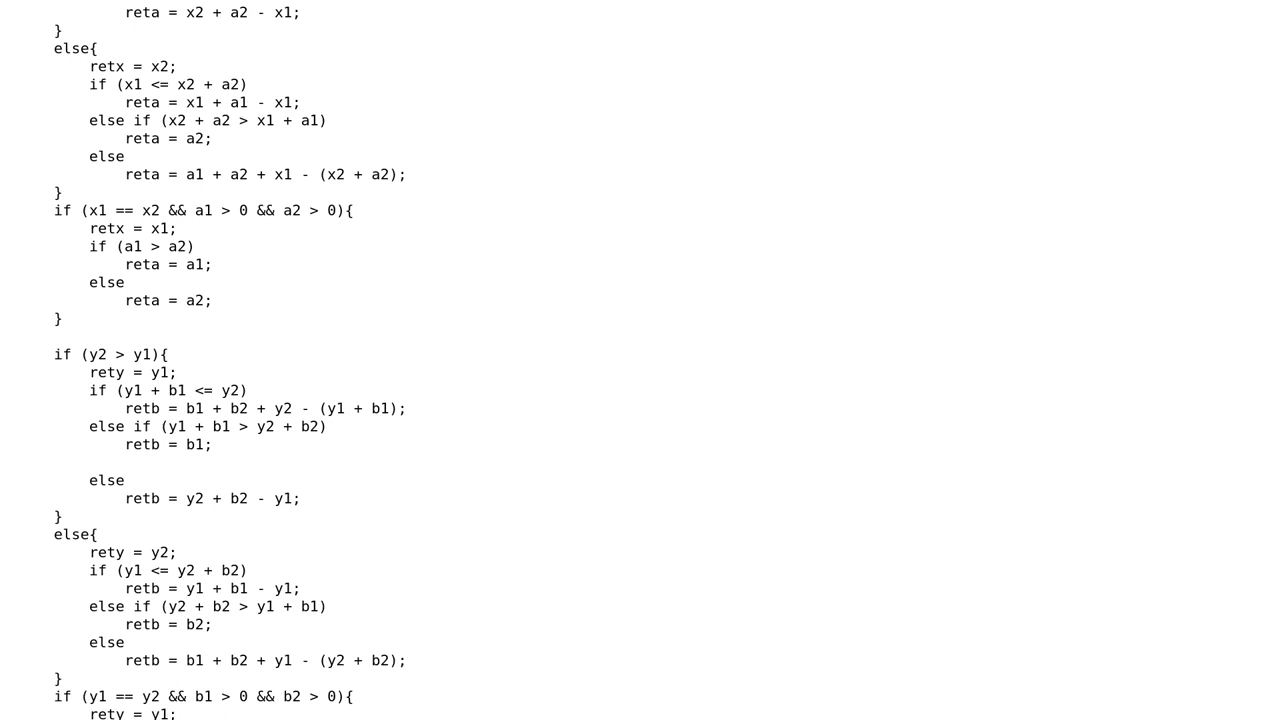 reta = x2 + a2 - x1;
}
else{
retx = x2;
if (x1 <= x2 + a2)
reta = x1 + a1 - x1;
else if (x2 + a2 > x1 + a1)
reta = a2;
else
reta = a1 + a2 + x1 - (x2 + a2);
}
if (x1 == x2 && a1 > 0 && a2 > 0){
retx = x1;
if (a1 > a2)
reta = a1;
else
reta = a2;
}
if (y2 > y1){
rety = y1;
if (y1 + b1 <= y2)
retb = b1 + b2 + y2 - (y1 + b1);
else if (y1 + b1 > y2 + b2)
retb = b1;
else
retb = y2 + b2 - y1;
}
else{
rety = y2;
if (y1 <= y2 + b2)
retb = y1 + b1 - y1;
else if (y2 + b2 > y1 + b1)
retb = b2;
else
retb = b1 + b2 + y1 - (y2 + b2);
}
if (y1 == y2 && b1 > 0 && b2 > 0){
rety = y1;